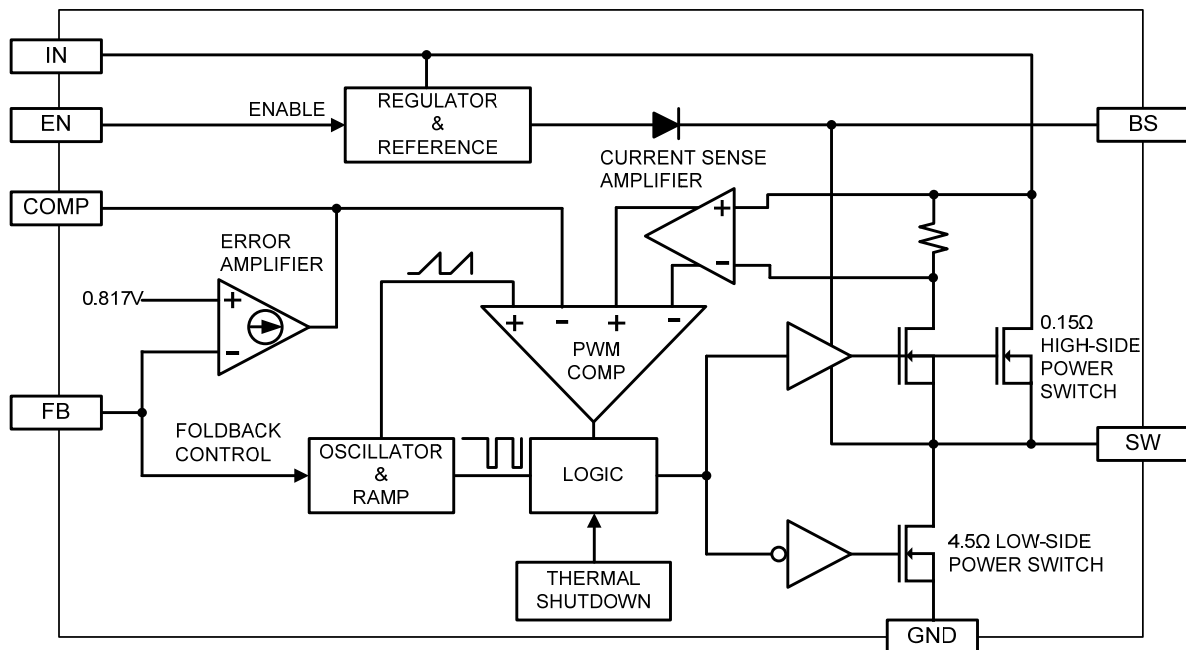 IN
EN
ENABLE
REGULATOR
&
REFERENCE
BS
CURRENT SENSE
AMPLIFIER
COMP
ERROR
AMPLIFIER
0.817V
+
-
+
-
+
-
+
-
PWM
COMP
0.15Ω
HIGH-SIDE
POWER
SWITCH
FB
FOLDBACK
CONTROL
OSCILLATOR
&
RAMP
LOGIC
SW
THERMAL
SHUTDOWN
4.5Ω LOW-SIDE
POWER SWITCH
GND